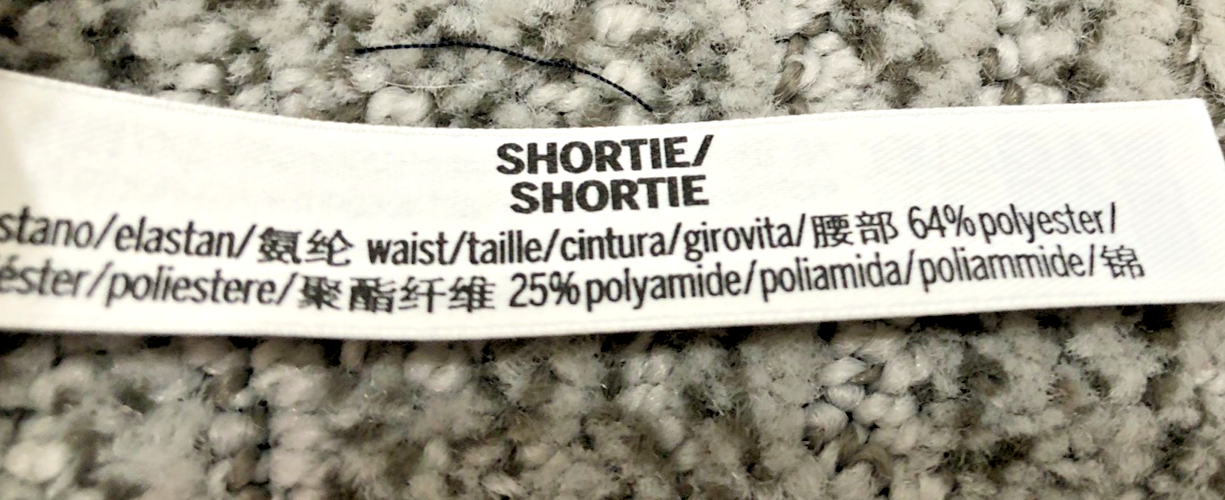 SHORTIE/
SHORTIE
stano/elastan/氨纶 waist/taille/cintura/girovita/腰部 64%polyester/
éster/poliestere/聚酯纤维 25%polyamide/poliamida/poliammide/锦